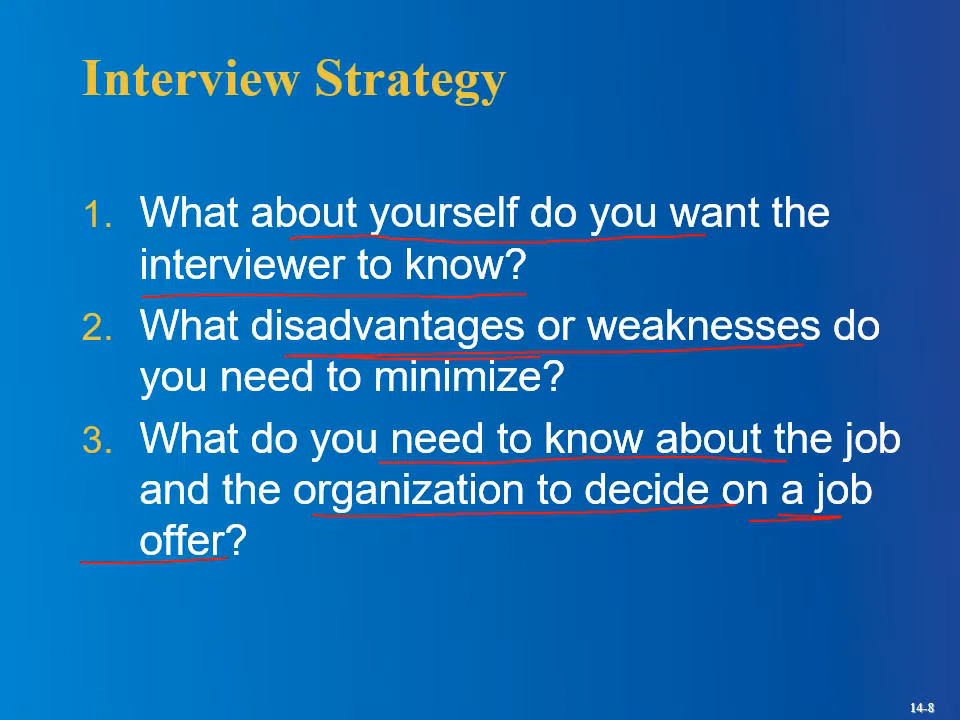 Interview Strategy
1. What about yourself do you want the
interviewer to know?
2. What disadvantages or weaknesses do
you need to minimize?
3. What do you need to know about the job
and the organization to decide on a job
offer?
14-8